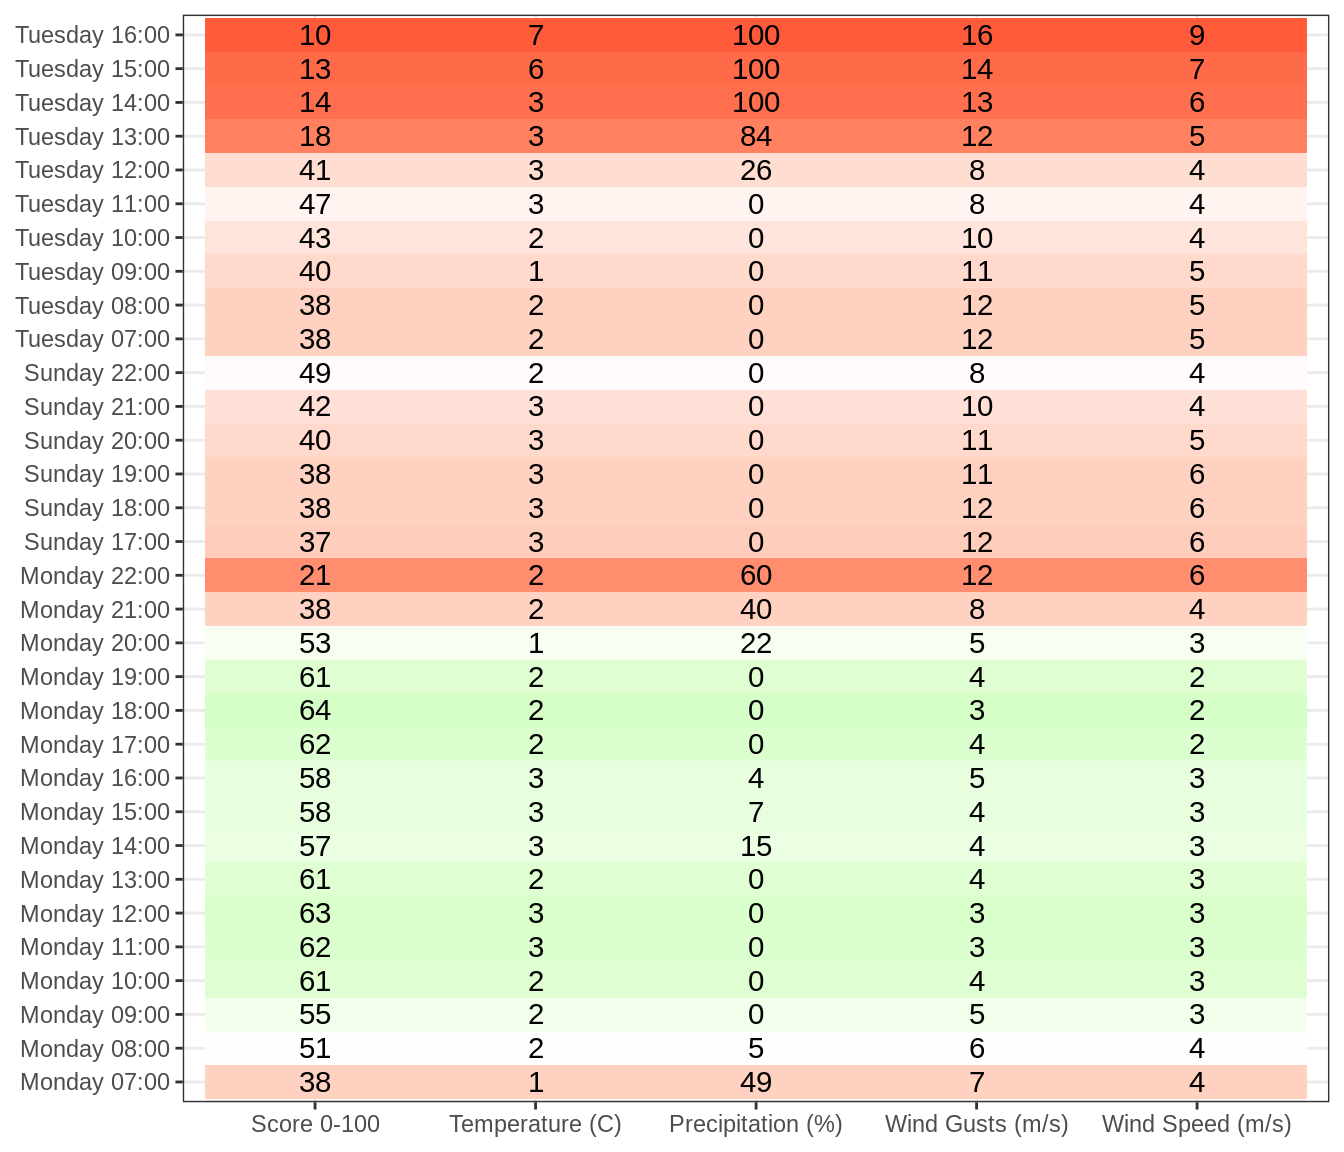 Tuesday 16:00 10 7 100 16 9
Tuesday 15:00 13 6 100 14 7
Tuesday 14:00 14 3 100 13 6
Tuesday 13:00 18 3 84 12 5
Tuesday 12:00 41 3 26 8 4
Tuesday 11:00 47 3 0 8 4
Tuesday 10:00 43 2 0 10 4
Tuesday 09:00 40 1 0 11 5
Tuesday 08:00 38 2 0 12 5
Tuesday 07:00 38 2 0 12 5
Sunday 22:00 49 2 0 8 4
Sunday 21:00 42 3 0 10 4
Sunday 20:00 40 3 0 11 5
Sunday 19:00 38 3 0 11 6
Sunday 18:00 38 3 0 12 6
Sunday 17:00 37 3 0 12 6
Monday 22:00 21 2 60 12 6
Monday 21:00 38 2 40 8 4
Monday 20:00 53 1 22 5 3
Monday 19:00 61 2 0 4 2
Monday 18:00 64 2 0 3 2
Monday 17:00 62 2 0 4 2
Monday 16:00 58 3 4 5 3
Monday 15:00 58 3 7 4 3
Monday 14:00 57 3 15 4 3
Monday 13:00 61 2 0 4 3
Monday 12:00 63 3 0 3 3
Monday 11:00 62 3 0 3 3
Monday 10:00 61 2 0 4 3
Monday 09:00 55 2 0 5 3
Monday 08:00 51 2 5 6 4
Monday 07:00 38 1 49 7 4
Score 0-100 Temperature (C) Precipitation (%) Wind Gusts (m/s) Wind Speed (m/s)